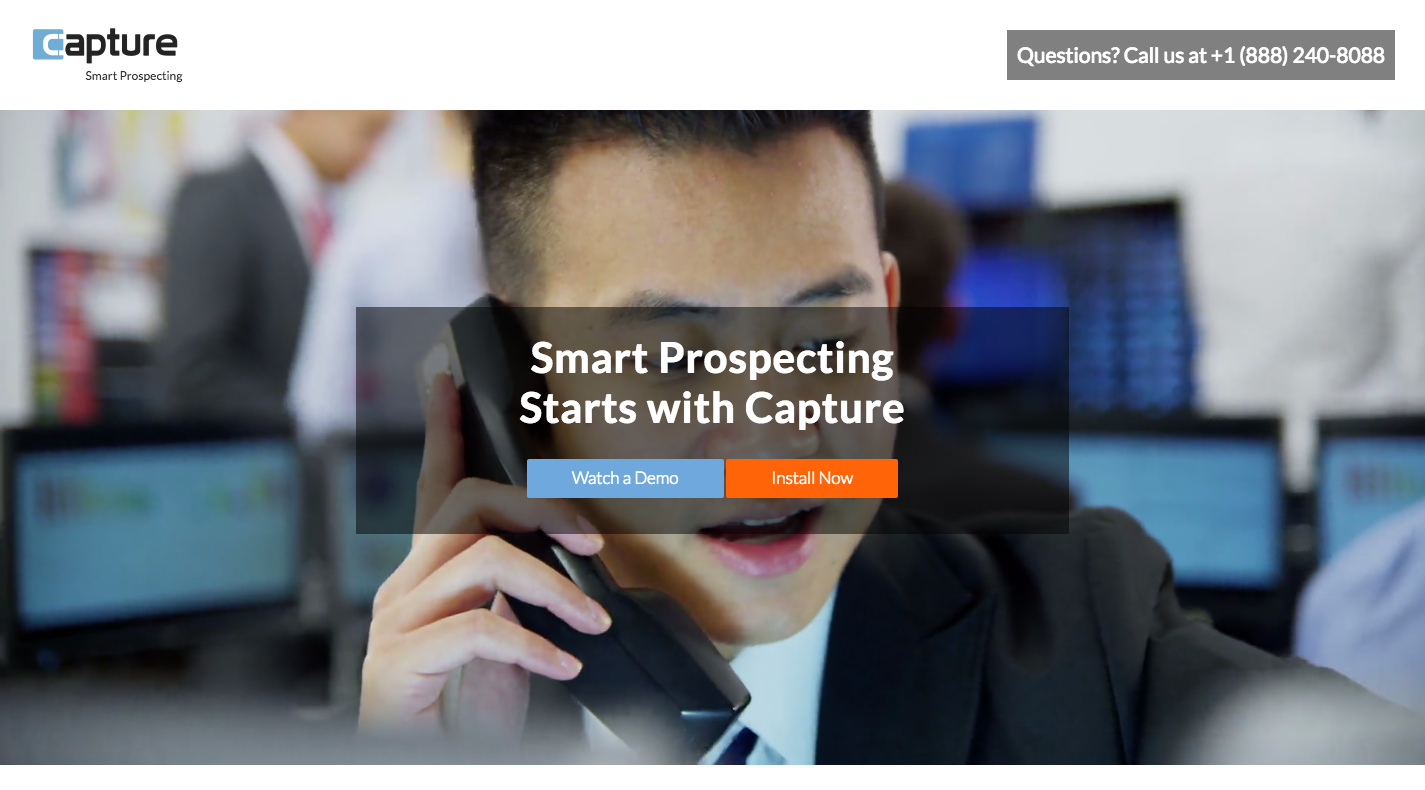 Capture
Smart Prospecting
Questions? Call us at +1 (888) 240-8088
Smart Prospecting
Starts with Capture
Watch a Demo
Install Now